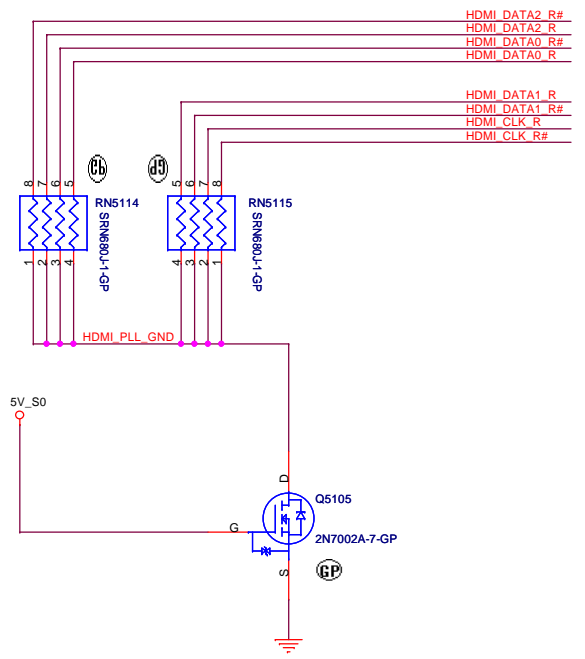 HDMI_DATA2_R#
HDMI_DATA2_R
HDMI_DATA0_R#
HDMI_DATA0_R
HDMI_DATA1_R
HDMI_DATA1_R#
HDMI_CLK_R
HDMI_CLK_R#
GP
GP
8 7 6 5
5 6 7 8
RN5114
SRN680J-1-GP
RN5115
SRN680J-1-GP
1 2 3 4
4 3 2 1
HDMI_PLL_GND
5V_S0
D
Q5105
G
2N7002A-7-GP
S
GP